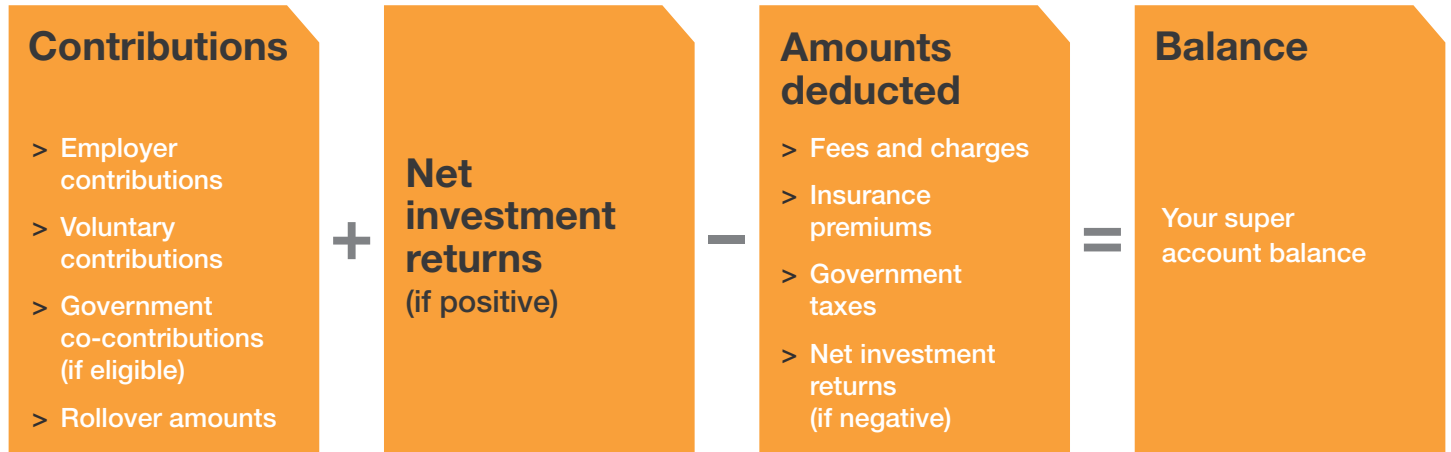 Contributions
> Employer
contributions
> Voluntary
contributions
> Government
co-contributions
(if eligible)
> Rollover amounts
+
Net
investment
returns
(if positive)
–
Amounts
deducted
> Fees and charges
> Insurance
premiums
> Government
taxes
> Net investment
returns
(if negative)
=
Balance
Your super
account balance